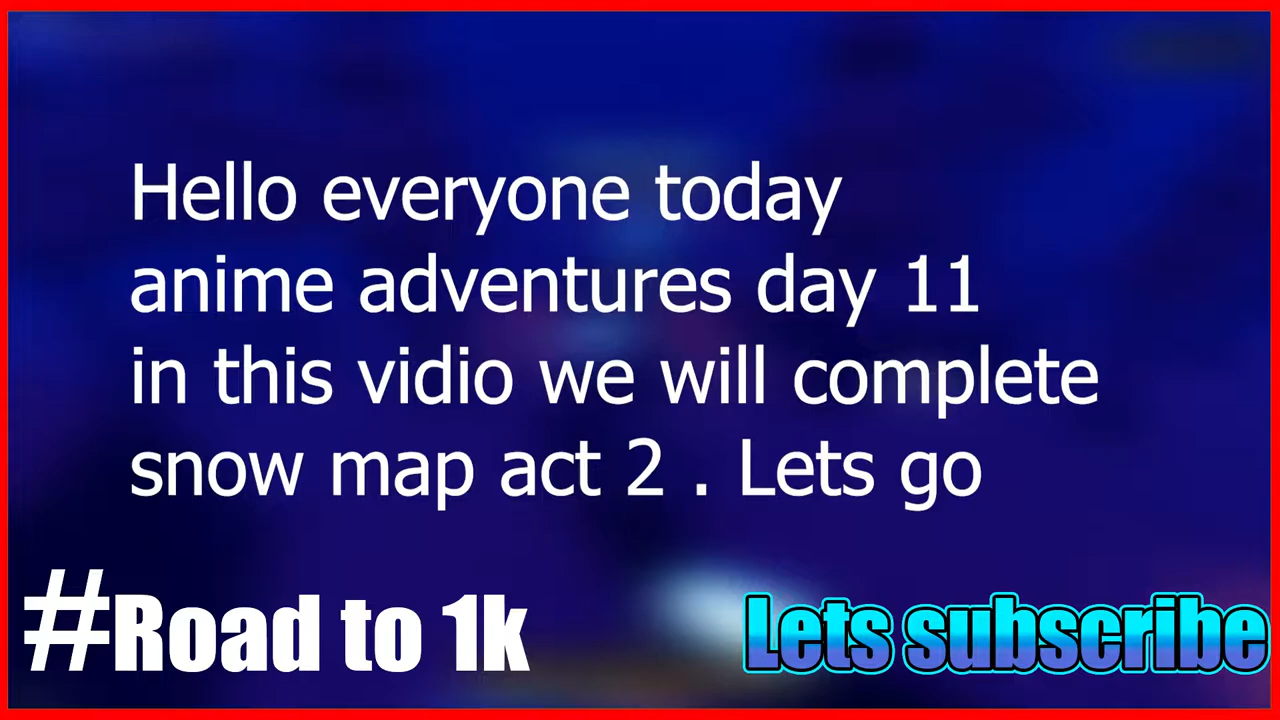 Hello everyone today
anime adventures day 11
in this vidio we will complete
snow map act 2 . Lets go
#Road to 1k
Lets subscribe